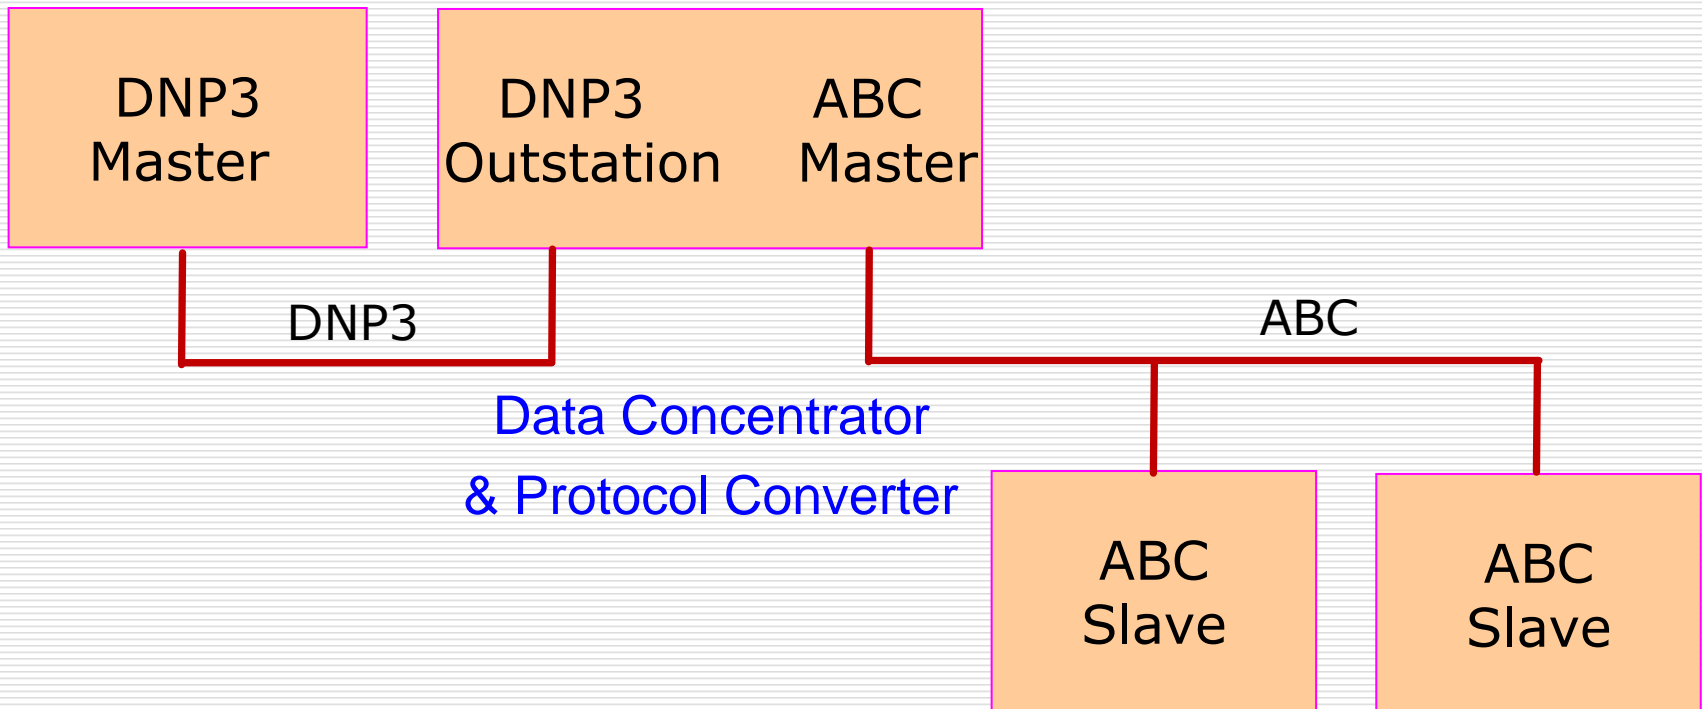 DNP3
Master
DNP3
Outstation
ABC
Master
DNP3
ABC
Data Concentrator
& Protocol Converter
ABC
Slave
ABC
Slave